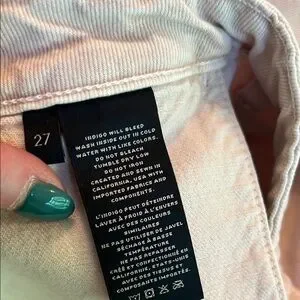 27
INDIGO WILL BLEED
WASH INSIDE OUT IN COLD
WATER WITH LIKE COLORS.
DO NOT BLEACH
TUMBLE DRY LOW
DO NOT IRON
CREATED AND SEWN IN
CALIFORNIA, USA WITH
IMPORTED FABRICS AND
COMPONENTS.
L'INDIGO PEUT DÉTEINDRE
LAVER À FROID À L'ENVERS
AVEC DES COULEURS
SIMILAIRES
NE PAS UTILISER DE JAVEL
SÉCHAGE À BASSE
TEMPÉRATURE
NE PAS REPASSER
CRÉÉ ET CONFECTIONNÉ EN
CALIFORNIE, ÉTATS-UNIS
AVEC DES TISSUS ET
COMPOSANTS IMPORTÉS.